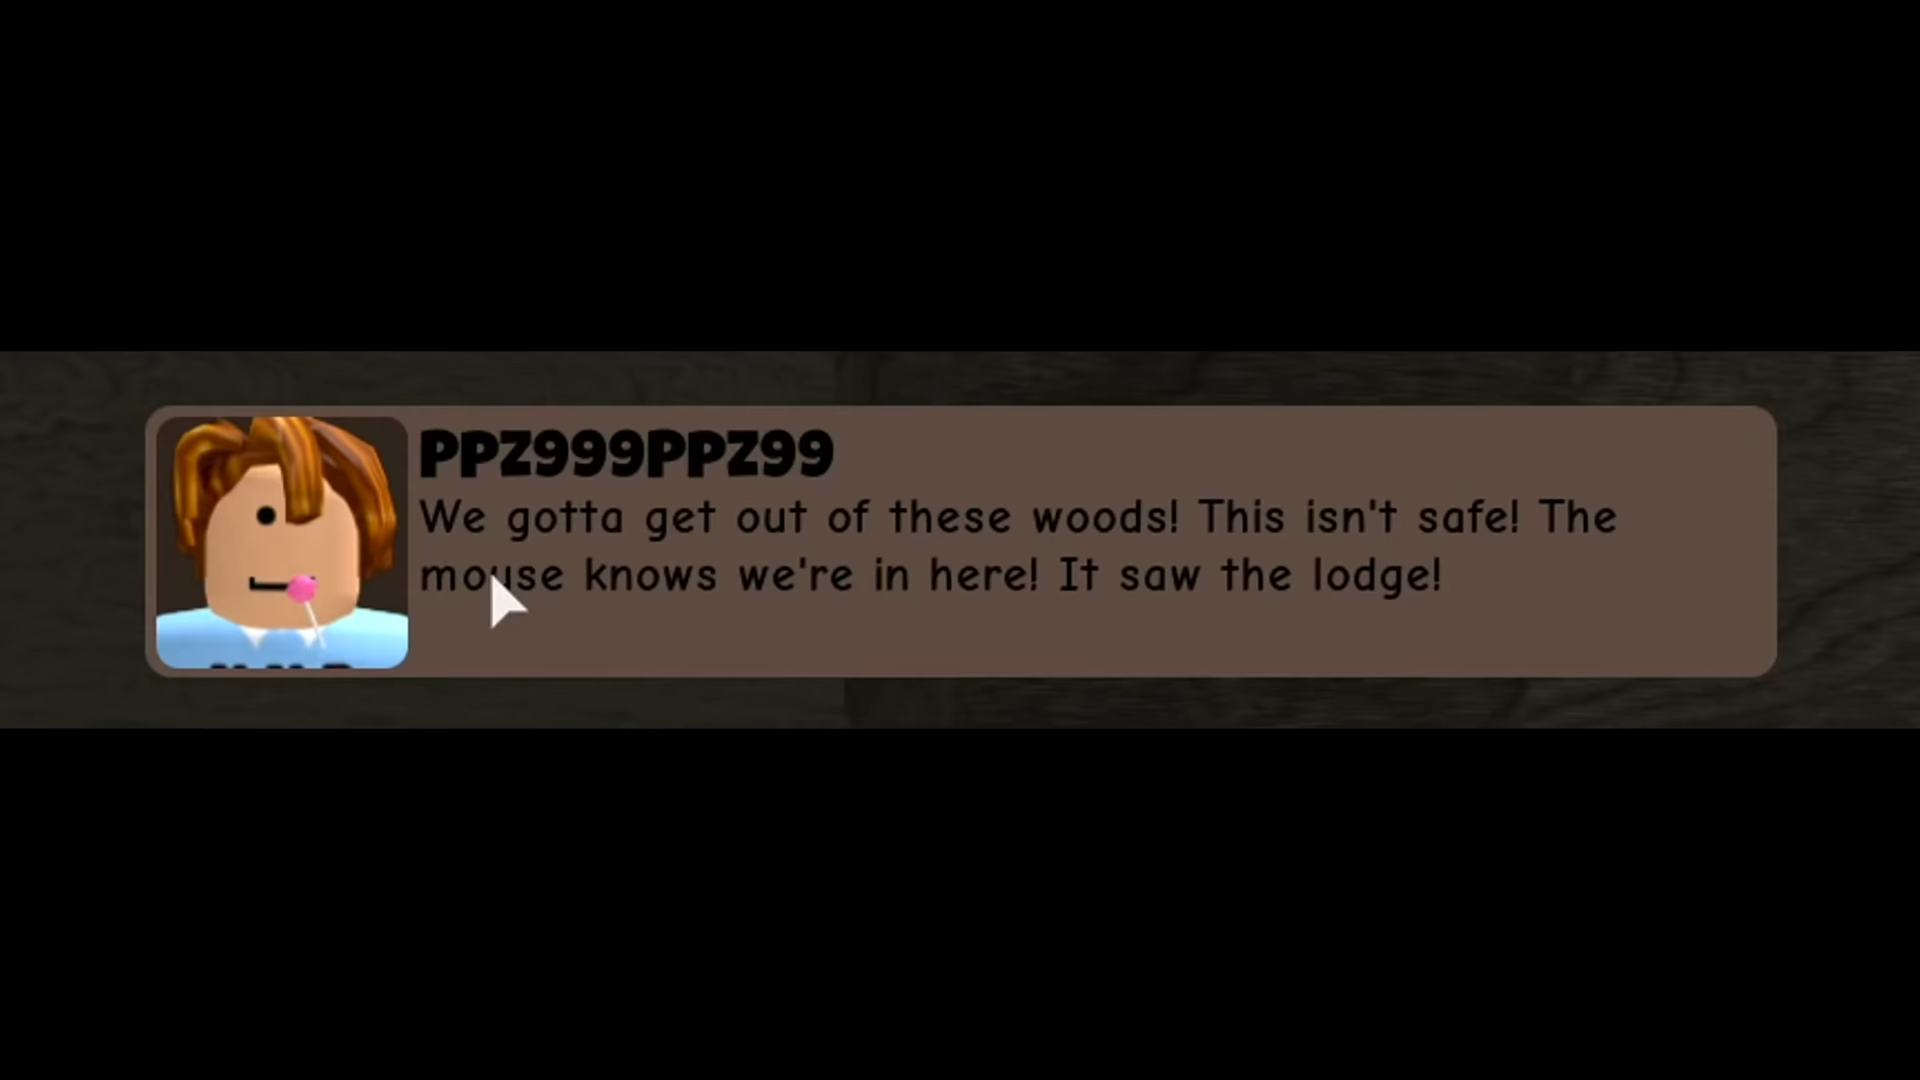 PPZ999PPZ99
We gotta get out of these woods! This isn't safe! The
mouse knows we're in here! It saw the lodge!